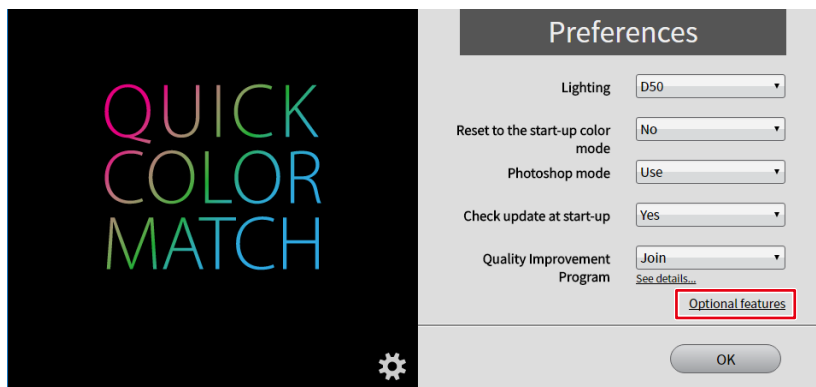 QUICK
COLOR
MATCH
Preferences
Lighting D50
Reset to the start-up color
mode No
Photoshop mode Use
Check update at start-up Yes
Quality Improvement
Program Join
See details...
Optional features
OK